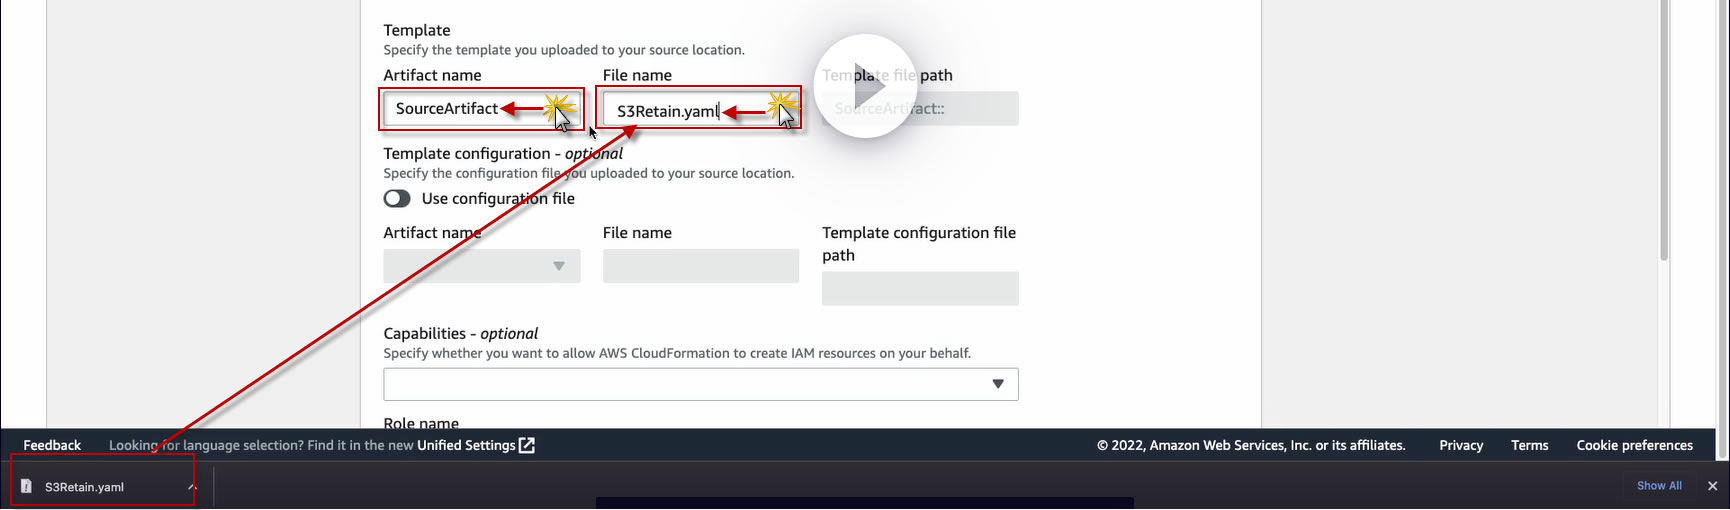 Template
Specify the template you uploaded to your source location.
Artifact name File name Template file path
SourceArtifact S3Retain.yaml SourceArtifact::
Template configuration - optional
Specify the configuration file you uploaded to your source location.
Use configuration file
Artifact name File name Template configuration file
path
Capabilities - optional
Specify whether you want to allow AWS CloudFormation to create IAM resources on your behalf.
Role name
Feedback Looking for language selection? Find it in the new Unified Settings © 2022, Amazon Web Services, Inc. or its affiliates. Privacy Terms Cookie preferences
S3Retain.yaml Show All